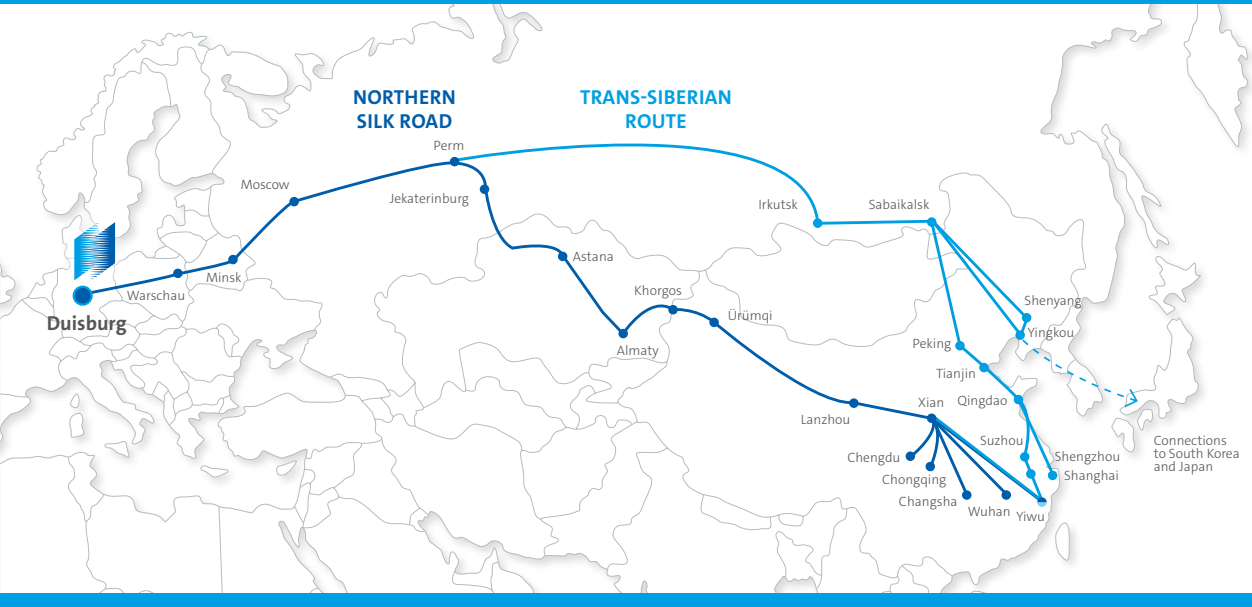 NORTHERN
SILK ROAD
TRANS-SIBERIAN
ROUTE
Perm
Moscow
Jekaterinburg
Irkutsk
Sabaikalsk
Astana
Minsk
Warschau
Khorgos
Shenyang
Duisburg
Ürümqi
Yingkou
Almaty
Peking
Tianjin
Xian
Qingdao
Lanzhou
Suzhou
Connections
to South Korea
and Japan
Chengdu
Shengzhou
Chongqing
Shanghai
Changsha
Wuhan
Yiwu